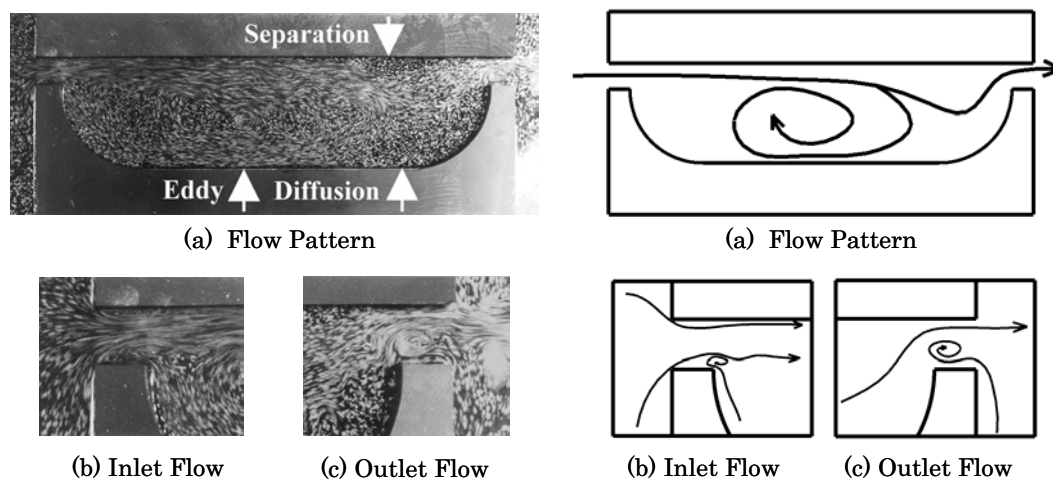 Separation
Eddy Diffusion
(a) Flow Pattern
(a) Flow Pattern
(b) Inlet Flow
(c) Outlet Flow
(b) Inlet Flow
(c) Outlet Flow